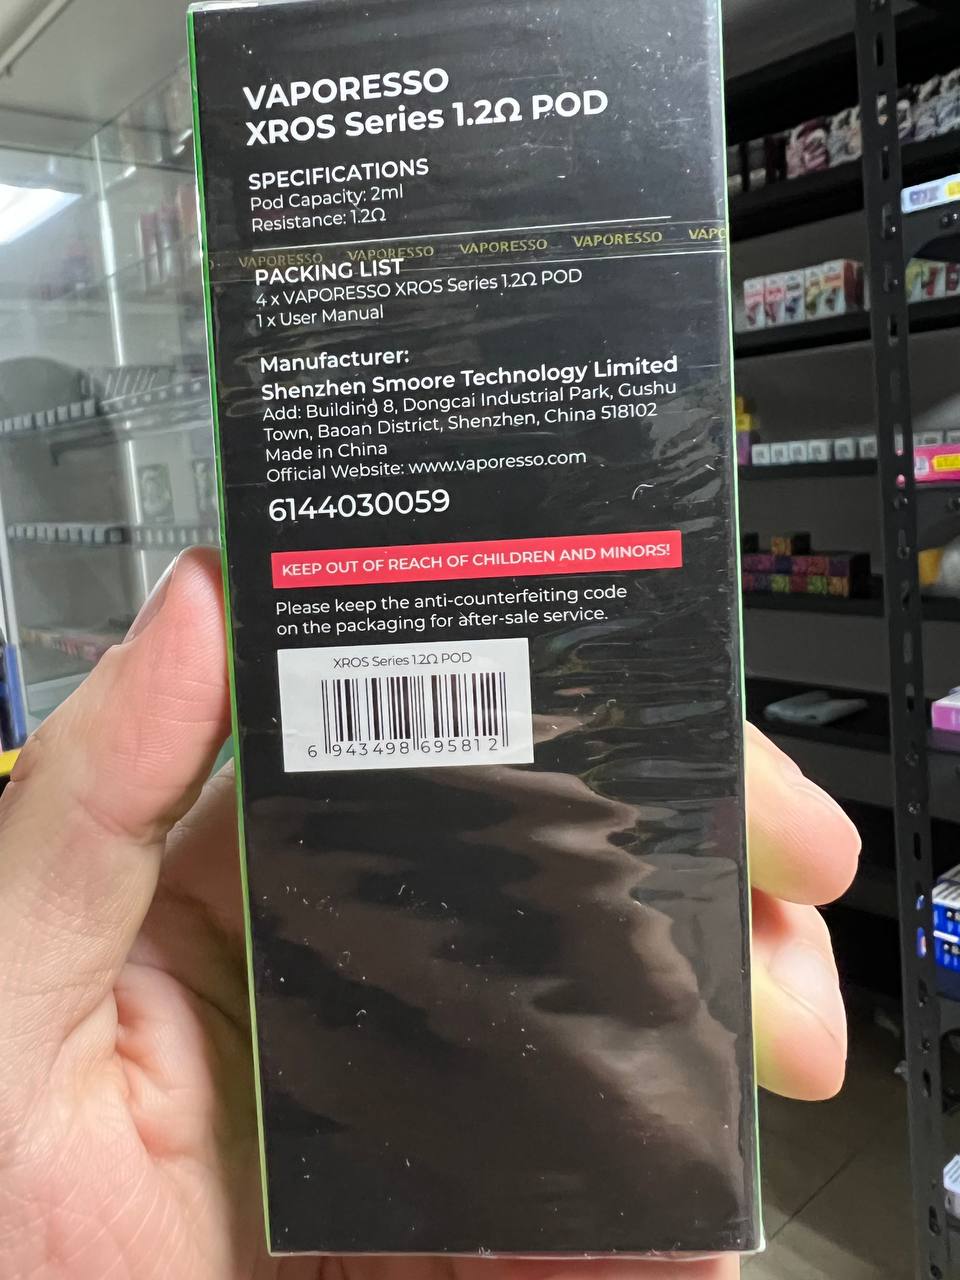 VAPORESSO
XROS Series 1.2Ω POD
SPECIFICATIONS
Pod Capacity: 2ml
Resistance: 1.2Ω
VAPORESSO VAPORESSO VAPORESSO VAPORESSO VAPO
PACKING LIST
4 x VAPORESSO XROS Series 1.2Ω POD
1 x User Manual
Manufacturer:
Shenzhen Smoore Technology Limited
Add: Building 8, Dongcai Industrial Park, Gushu
Town, Baoan District, Shenzhen, China 518102
Made in China
Official Website: www.vaporesso.com
6144030059
KEEP OUT OF REACH OF CHILDREN AND MINORS!
Please keep the anti-counterfeiting code
on the packaging for after-sale service.
XROS Series 1.2Ω POD
6 943498 695812